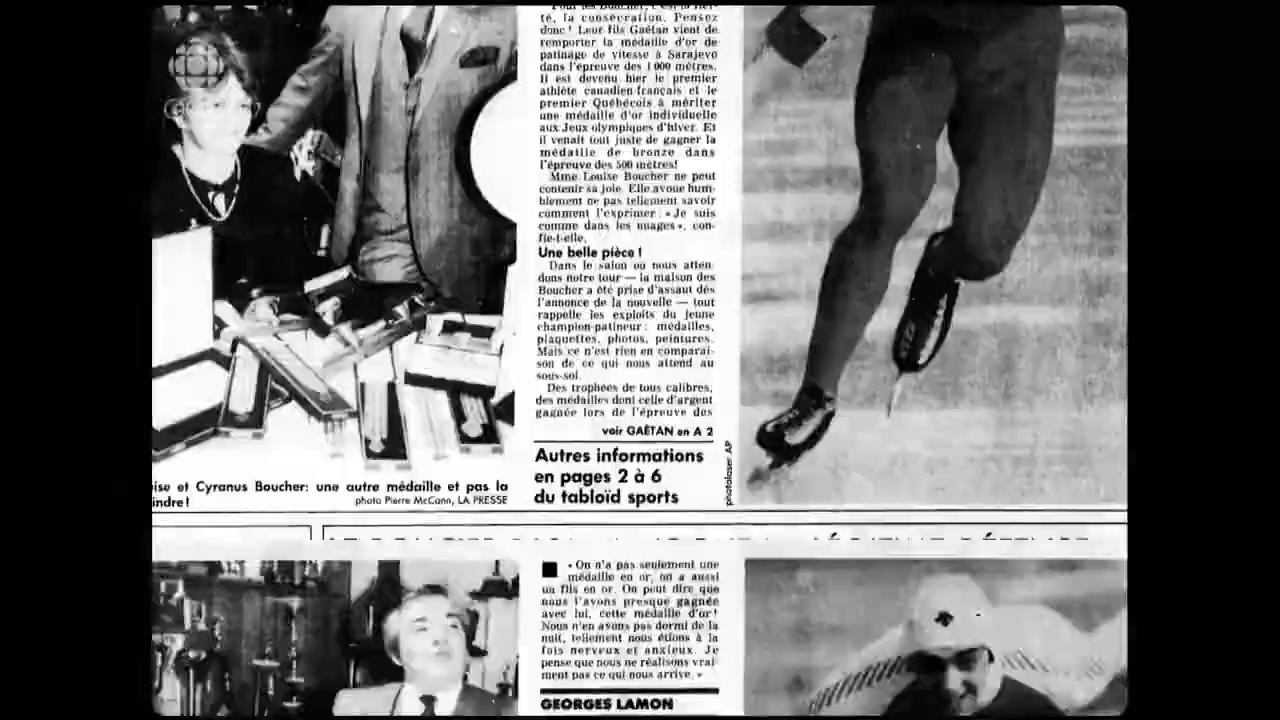 Pour les Boucher, c'est la fier-
té, la consécration. Pensez
donc! Leur fils Gaétan vient de
remporter la médaille d'or de
patinage de vitesse à Sarajevo
dans l'épreuve des 1 000 mètres.
Il est devenu hier le premier
athlète canadien-français et le
premier Québécois à mériter
une médaille d'or individuelle
aux Jeux olympiques d'hiver. Et
il venait tout juste de gagner la
médaille de bronze dans
l'épreuve des 500 mètres!
Mme Louise Boucher ne peut
contenir sa joie. Elle avoue hum-
blement ne pas tellement savoir
comment l'exprimer: «Je suis
comme dans les nuages», con-
fie-t-elle.
Une belle pièce!
Dans le salon où nous atten-
dons notre tour — la maison des
Boucher a été prise d'assaut dès
l'annonce de la nouvelle — tout
rappelle les exploits du jeune
champion-patineur: médailles,
plaquettes, photos, peintures.
Mais ce n'est rien en comparai-
son de ce qui nous attend au
sous-sol.
Des trophées de tous calibres,
des médailles dont celle d'argent
gagnée lors de l'épreuve des
voir GAÉTAN en A 2
Autres informations
en pages 2 à 6
du tabloïd sports
photolaser AP
ise et Cyranus Boucher: une autre médaille et pas la
indre!
photo Pierre McCann, LA PRESSE
■ «On n'a pas seulement une
médaille en or, on a aussi
un fils en or. On peut dire que
nous l'avons presque gagnée
avec lui, cette médaille d'or!
Nous n'en avons pas dormi de la
nuit, tellement nous étions à la
fois nerveux et anxieux. Je
pense que nous ne réalisons vrai-
ment pas ce qui nous arrive.»
GEORGES LAMON